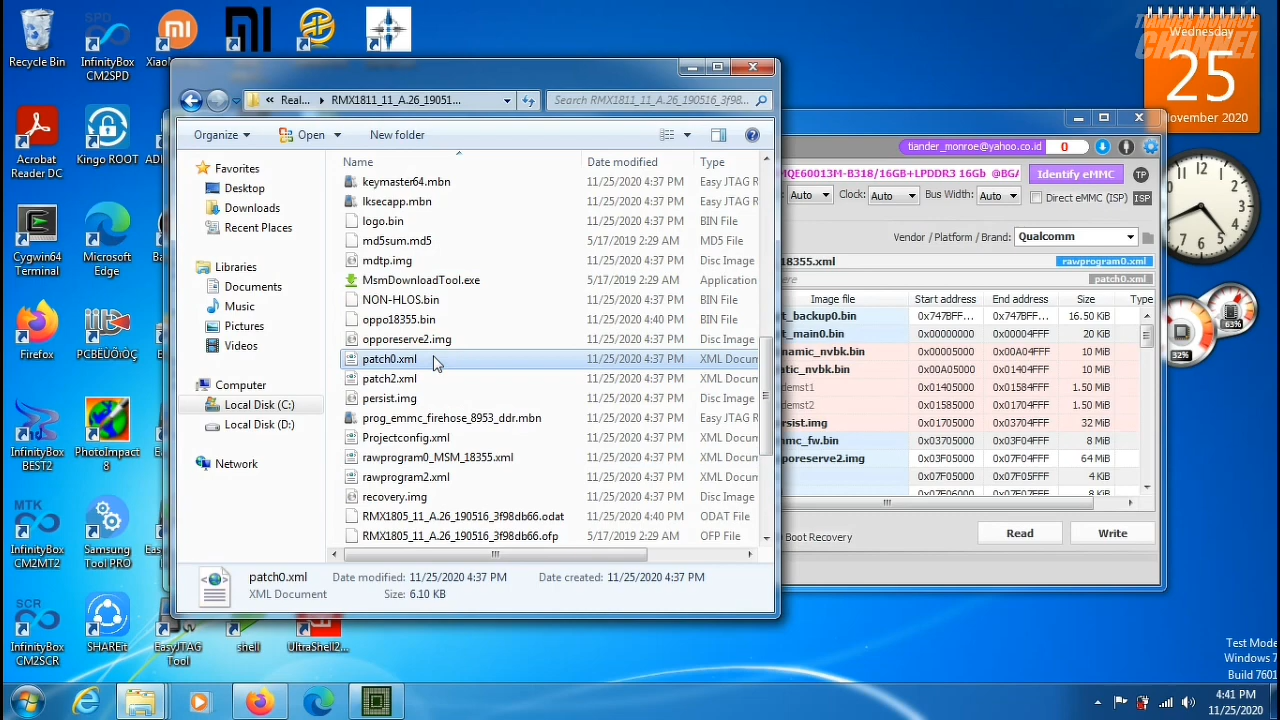 Recycle Bin
InfinityBox
CM2SPD
Acrobat
Reader DC
Kingo ROOT
Cygwin64
Terminal
Microsoft
Edge
Firefox
InfinityBox
BEST2
PhotoImpact
8
InfinityBox
CM2MT2
Samsung
Tool PRO
InfinityBox
CM2SCR
SHAREit
EasyJTAG
Tool
shell
UltraShell2...
TIANDER MONROE
CHANNEL
Wednesday
25
November 2020
32%
63%
« Real... ▸ RMX1811_11_A.26_19051...
Search RMX1811_11_A.26_190516_3f98...
Organize
Open
New folder
Favorites
Desktop
Downloads
Recent Places
Libraries
Documents
Music
Pictures
Videos
Computer
Local Disk (C:)
Local Disk (D:)
Network
Name Date modified Type
keymaster64.mbn 11/25/2020 4:37 PM Easy JTAG R
lksecapp.mbn 11/25/2020 4:37 PM Easy JTAG R
logo.bin 11/25/2020 4:37 PM BIN File
md5sum.md5 5/17/2019 2:29 AM MD5 File
mdtp.img 11/25/2020 4:37 PM Disc Image
MsmDownloadTool.exe 5/17/2019 2:29 AM Application
NON-HLOS.bin 11/25/2020 4:37 PM BIN File
oppo18355.bin 11/25/2020 4:40 PM BIN File
opporeserve2.img 11/25/2020 4:37 PM Disc Image
patch0.xml 11/25/2020 4:37 PM XML Docum
patch2.xml 11/25/2020 4:37 PM XML Docum
persist.img 11/25/2020 4:37 PM Disc Image
prog_emmc_firehose_8953_ddr.mbn 11/25/2020 4:37 PM Easy JTAG R
Projectconfig.xml 11/25/2020 4:37 PM XML Docum
rawprogram0_MSM_18355.xml 11/25/2020 4:37 PM XML Docum
rawprogram2.xml 11/25/2020 4:37 PM XML Docum
recovery.img 11/25/2020 4:37 PM Disc Image
RMX1805_11_A.26_190516_3f98db66.odat 11/25/2020 4:40 PM ODAT File
RMX1805_11_A.26_190516_3f98db66.ofp 5/17/2019 2:29 AM OFP File
patch0.xml Date modified: 11/25/2020 4:37 PM Date created: 11/25/2020 4:37 PM
XML Document Size: 6.10 KB
tiander_monroe@yahoo.co.id 0
MQE60013M-B318/16GB+LPDDR3 16Gb @BGA
Identify eMMC
TP
Auto Clock: Auto Bus Width: Auto
Direct eMMC (ISP)
ISP
Vendor / Platform / Brand: Qualcomm
18355.xml rawprogram0.xml
ere patch0.xml
Image file Start address End address Size Type
t_backup0.bin 0x747BFF... 0x747BFF... 16.50 KiB
t_main0.bin 0x00000000 0x00004FFF 20 KiB
namic_nvbk.bin 0x00005000 0x00A04FFF 10 MiB
atic_nvbk.bin 0x00A05000 0x01404FFF 10 MiB
demst1 0x01405000 0x01584FFF 1.50 MiB
demst2 0x01585000 0x01704FFF 1.50 MiB
rsist.img 0x01705000 0x03704FFF 32 MiB
mc_fw.bin 0x03705000 0x03F04FFF 8 MiB
poreserve2.img 0x03F05000 0x07F04FFF 64 MiB
0x07F05000 0x07F05FFF 4 KiB
Boot Recovery
Read
Write
Test Mode
Windows 7
Build 7601
4:41 PM
11/25/2020